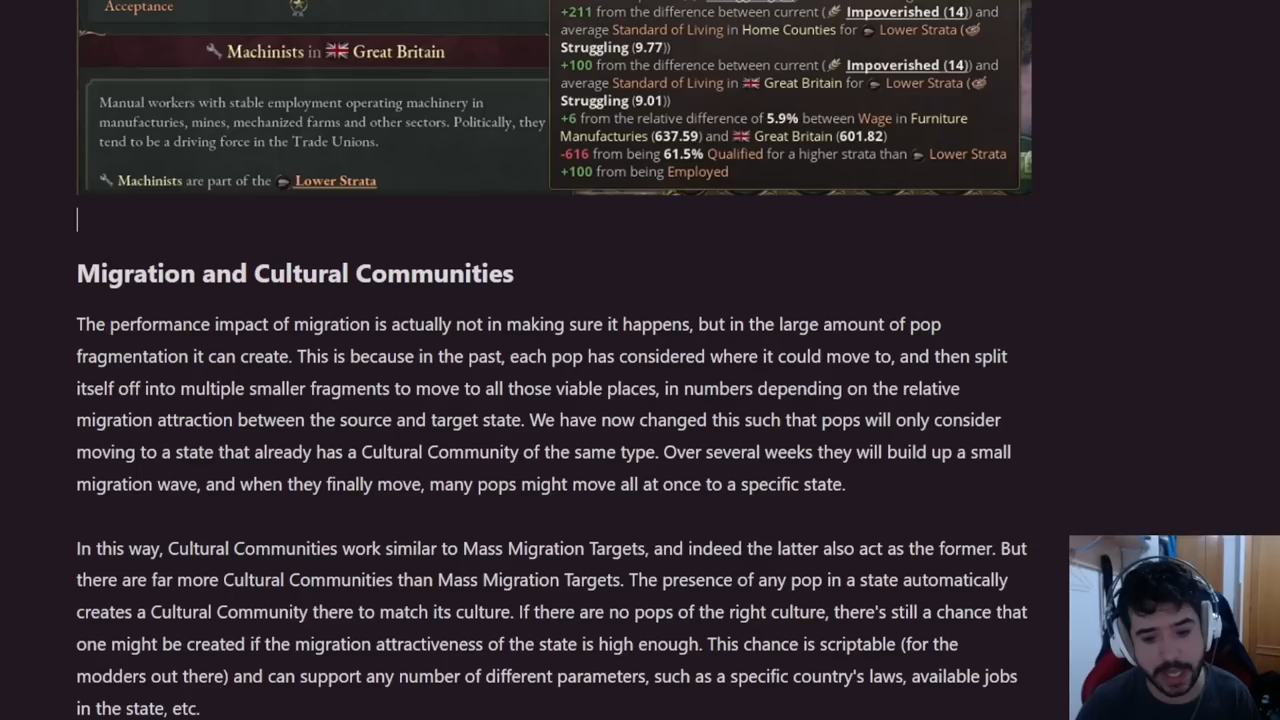 Acceptance
Machinists in Great Britain
Manual workers with stable employment operating machinery in
manufactures, mines, mechanized farms and other sectors. Politically, they
tend to be a driving force in the Trade Unions.
Machinists are part of the Lower Strata
+211 from the difference between current (Impoverished (14)) and
average Standard of Living in Home Counties for Lower Strata (
Struggling (9.77))
+100 from the difference between current (Impoverished (14)) and
average Standard of Living in Great Britain for Lower Strata (
Struggling (9.01))
+6 from the relative difference of 5.9% between Wage in Furniture
Manufactories (637.59) and Great Britain (601.82)
-616 from being 61.5% Qualified for a higher strata than Lower Strata
+100 from being Employed
Migration and Cultural Communities
The performance impact of migration is actually not in making sure it happens, but in the large amount of pop
fragmentation it can create. This is because in the past, each pop has considered where it could move to, and then split
itself off into multiple smaller fragments to move to all those viable places, in numbers depending on the relative
migration attraction between the source and target state. We have now changed this such that pops will only consider
moving to a state that already has a Cultural Community of the same type. Over several weeks they will build up a small
migration wave, and when they finally move, many pops might move all at once to a specific state.
In this way, Cultural Communities work similar to Mass Migration Targets, and indeed the latter also act as the former. But
there are far more Cultural Communities than Mass Migration Targets. The presence of any pop in a state automatically
creates a Cultural Community there to match its culture. If there are no pops of the right culture, there's still a chance that
one might be created if the migration attractiveness of the state is high enough. This chance is scriptable (for the
modders out there) and can support any number of different parameters, such as a specific country's laws, available jobs
in the state, etc.